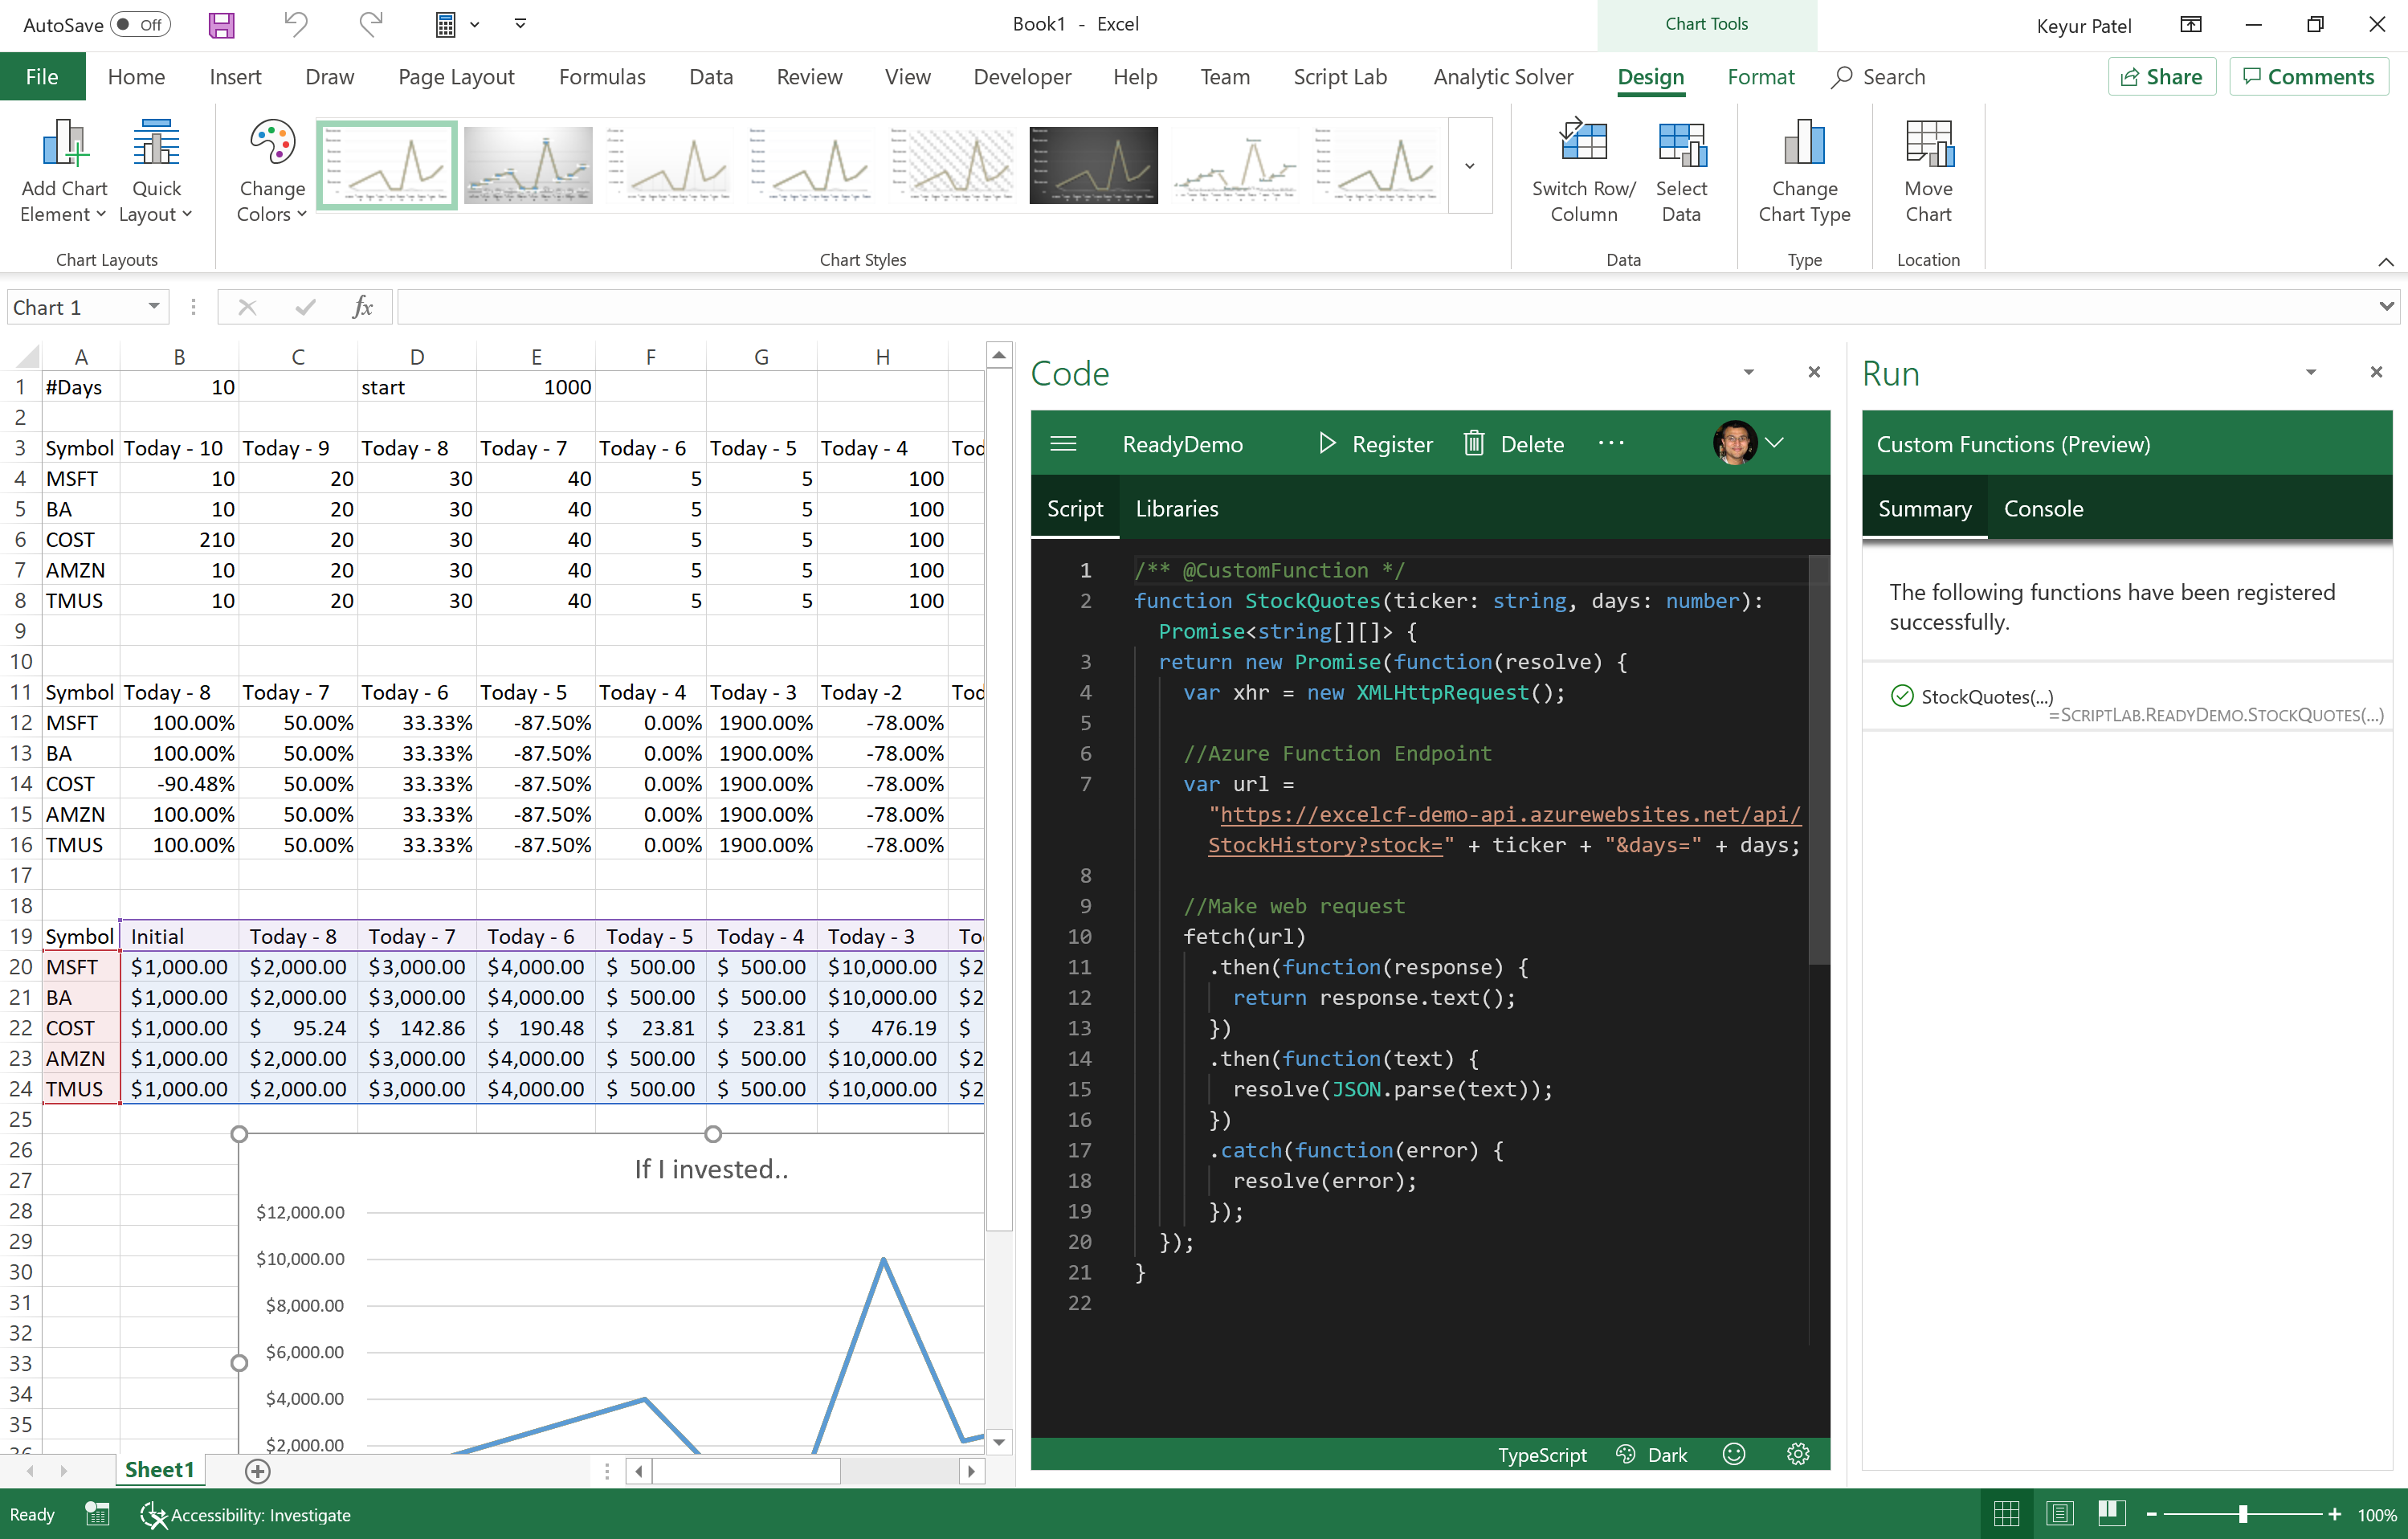 AutoSave Off
Book1 - Excel
Chart Tools
Keyur Patel
File Home Insert Draw Page Layout Formulas Data Review View Developer Help Team Script Lab Analytic Solver Design Format Search Share Comments
Add Chart Element
Quick Layout
Change Colors
Switch Row/ Column
Select Data
Change Chart Type
Move Chart
Chart Layouts
Chart Styles
Data
Type
Location
Chart 1
fx
A B C D E F G H
1 #Days 10 start 1000
2
3 Symbol Today - 10 Today - 9 Today - 8 Today - 7 Today - 6 Today - 5 Today - 4 Tod
4 MSFT 10 20 30 40 5 5 100
5 BA 10 20 30 40 5 5 100
6 COST 210 20 30 40 5 5 100
7 AMZN 10 20 30 40 5 5 100
8 TMUS 10 20 30 40 5 5 100
9
10
11 Symbol Today - 8 Today - 7 Today - 6 Today - 5 Today - 4 Today - 3 Today -2 Tod
12 MSFT 100.00% 50.00% 33.33% -87.50% 0.00% 1900.00% -78.00%
13 BA 100.00% 50.00% 33.33% -87.50% 0.00% 1900.00% -78.00%
14 COST -90.48% 50.00% 33.33% -87.50% 0.00% 1900.00% -78.00%
15 AMZN 100.00% 50.00% 33.33% -87.50% 0.00% 1900.00% -78.00%
16 TMUS 100.00% 50.00% 33.33% -87.50% 0.00% 1900.00% -78.00%
17
18
19 Symbol Initial Today - 8 Today - 7 Today - 6 Today - 5 Today - 4 Today - 3 To
20 MSFT $1,000.00 $2,000.00 $3,000.00 $4,000.00 $ 500.00 $ 500.00 $10,000.00 $2
21 BA $1,000.00 $2,000.00 $3,000.00 $4,000.00 $ 500.00 $ 500.00 $10,000.00 $2
22 COST $1,000.00 $ 95.24 $ 142.86 $ 190.48 $ 23.81 $ 23.81 $ 476.19 $
23 AMZN $1,000.00 $2,000.00 $3,000.00 $4,000.00 $ 500.00 $ 500.00 $10,000.00 $2
24 TMUS $1,000.00 $2,000.00 $3,000.00 $4,000.00 $ 500.00 $ 500.00 $10,000.00 $2
25
26
27
28
29
30
31
32
33
34
35
36
If I invested..
$12,000.00
$10,000.00
$8,000.00
$6,000.00
$4,000.00
$2,000.00
Sheet1
Code
ReadyDemo Register Delete ···
Script Libraries
1 /** @CustomFunction */
2 function StockQuotes(ticker: string, days: number):
Promise<string[][]> {
3 return new Promise(function(resolve) {
4 var xhr = new XMLHttpRequest();
5
6 //Azure Function Endpoint
7 var url =
"https://excelcf-demo-api.azurewebsites.net/api/
StockHistory?stock=" + ticker + "&days=" + days;
8
9 //Make web request
10 fetch(url)
11 .then(function(response) {
12 return response.text();
13 })
14 .then(function(text) {
15 resolve(JSON.parse(text));
16 })
17 .catch(function(error) {
18 resolve(error);
19 });
20 });
21 }
22
TypeScript Dark
Run
Custom Functions (Preview)
Summary Console
The following functions have been registered
successfully.
StockQuotes(...)
=SCRIPTLAB.READYDEMO.STOCKQUOTES(...)
Ready Accessibility: Investigate 100%